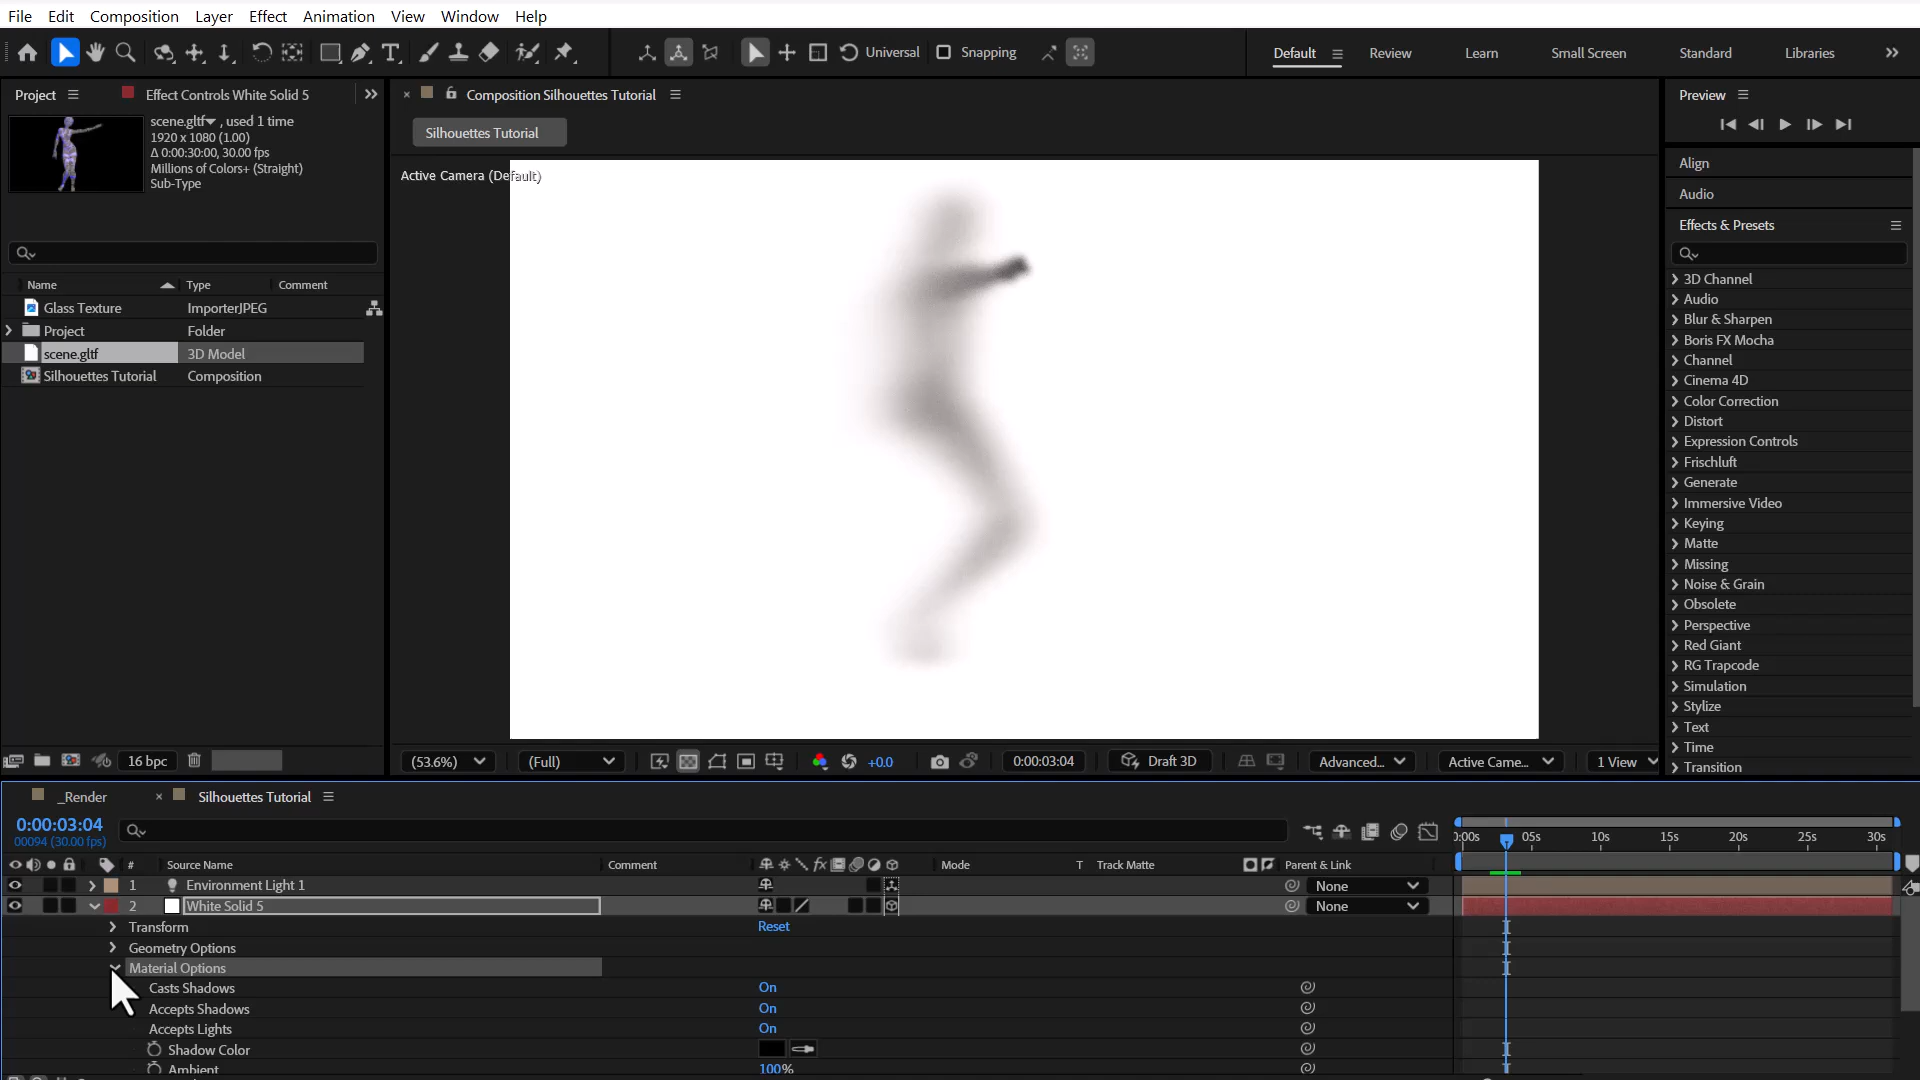 File Edit Composition Layer Effect Animation View Window Help
Universal Snapping Default Review Learn Small Screen Standard Libraries
Project Effect Controls White Solid 5
scene.gltf , used 1 time
1920 x 1080 (1.00)
Δ 0:00:30:00, 30.00 fps
Millions of Colors+ (Straight)
Sub-Type
Name Type Comment
Glass Texture ImporterJPEG
Project Folder
scene.gltf 3D Model
Silhouettes Tutorial Composition
16 bpc
Composition Silhouettes Tutorial
Silhouettes Tutorial
Active Camera (Default)
(53.6%) (Full) +0.0 0:00:03:04 Draft 3D Advanced... Active Came... 1 View
Preview
Align
Audio
Effects & Presets
3D Channel
Audio
Blur & Sharpen
Boris FX Mocha
Channel
Cinema 4D
Color Correction
Distort
Expression Controls
Frischluft
Generate
Immersive Video
Keying
Matte
Missing
Noise & Grain
Obsolete
Perspective
Red Giant
RG Trapcode
Simulation
Stylize
Text
Time
Transition
_Render Silhouettes Tutorial
0:00:03:04
00094 (30.00 fps)
0:00s 05s 10s 15s 20s 25s 30s
# Source Name Comment Mode T Track Matte Parent & Link
1 Environment Light 1 None
2 White Solid 5 None
Transform Reset
Geometry Options
Material Options
Casts Shadows On
Accepts Shadows On
Accepts Lights On
Shadow Color
Ambient 100%